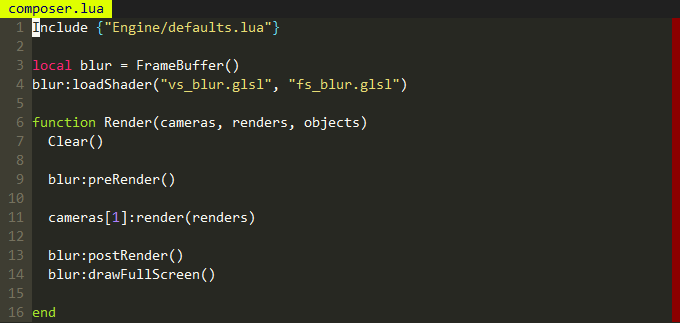 composer.lua
1 Include {"Engine/defaults.lua"}
2
3 local blur = FrameBuffer()
4 blur:loadShader("vs_blur.glsl", "fs_blur.glsl")
5
6 function Render(cameras, renders, objects)
7   Clear()
8
9   blur:preRender()
10
11   cameras[1]:render(renders)
12
13   blur:postRender()
14   blur:drawFullScreen()
15
16 end